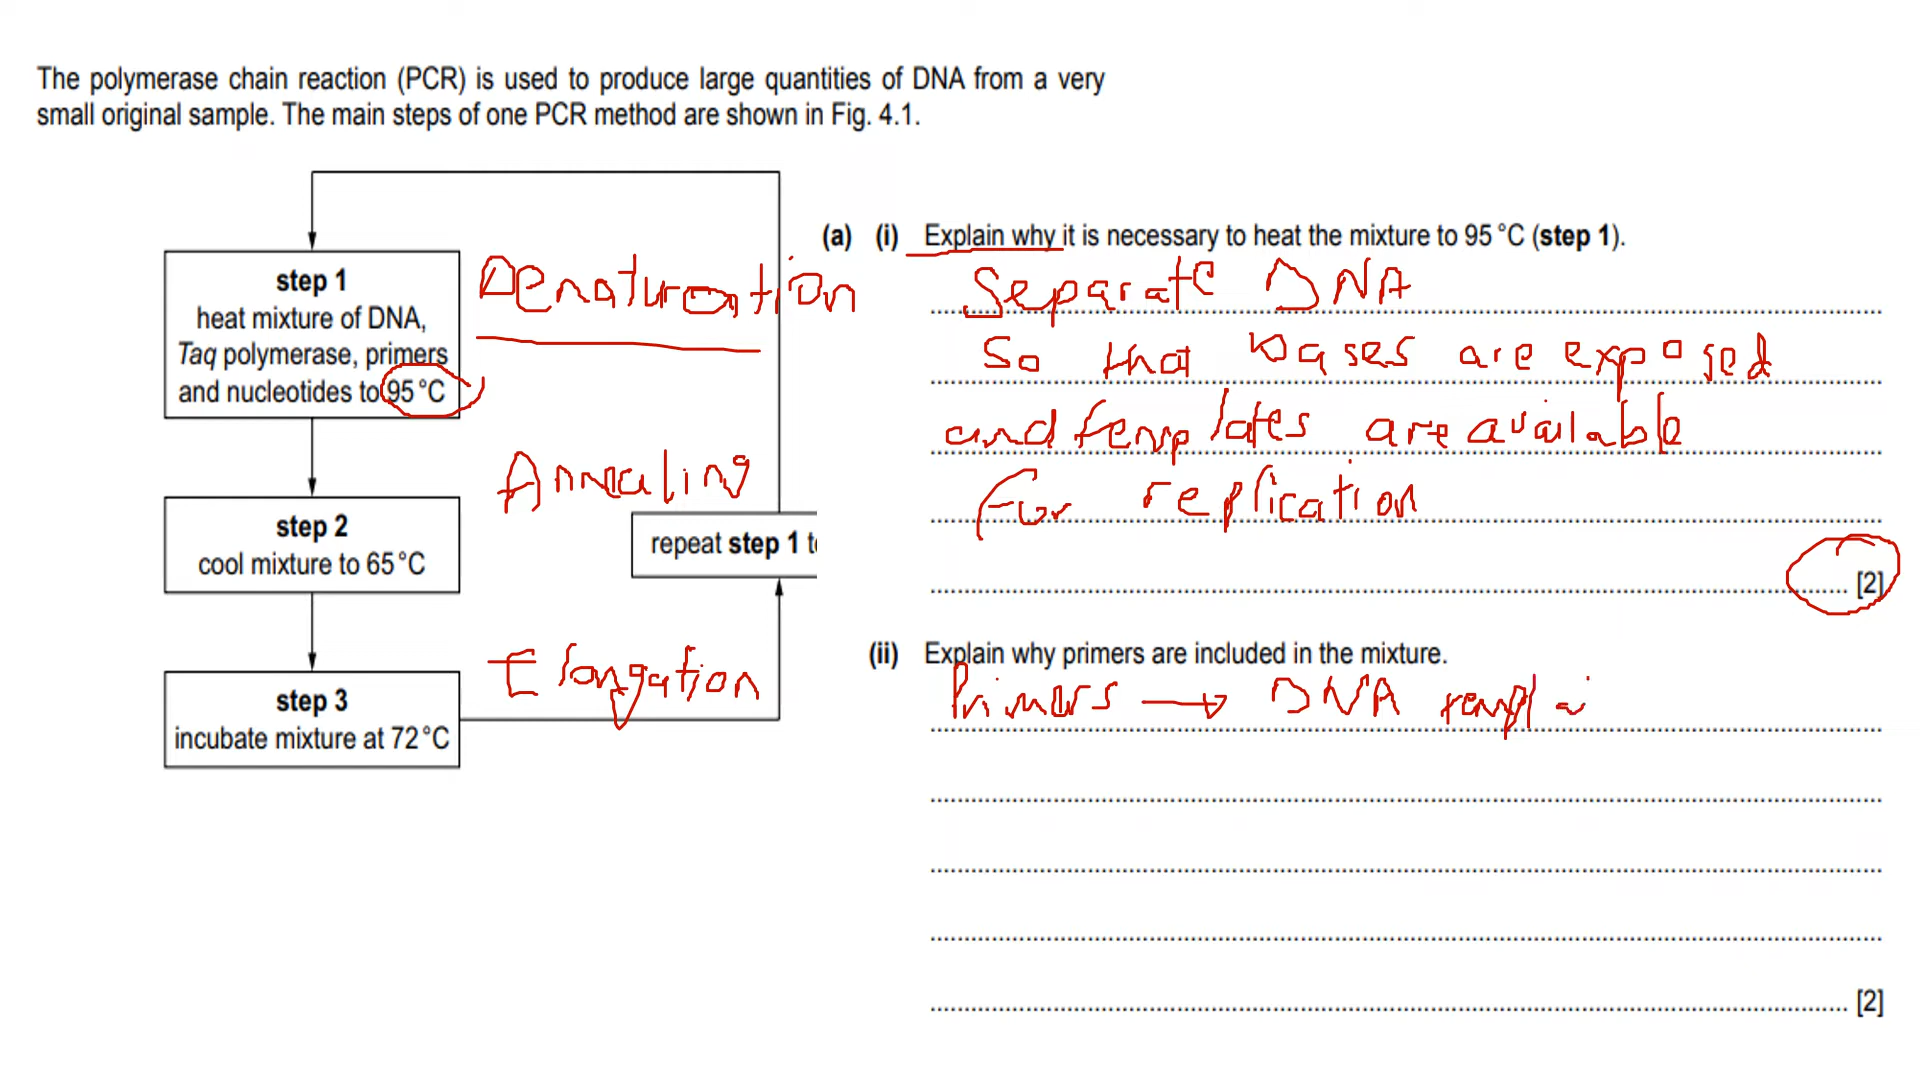 The polymerase chain reaction (PCR) is used to produce large quantities of DNA from a very
small original sample. The main steps of one PCR method are shown in Fig. 4.1.
step 1
heat mixture of DNA,
Taq polymerase, primers
and nucleotides to 95 °C
Denaturation
step 2
cool mixture to 65 °C
Annealing
repeat step 1 t
step 3
incubate mixture at 72 °C
Elongation
(a) (i) Explain why it is necessary to heat the mixture to 95 °C (step 1).
Separate DNA
So that bases are exposed
and templates are available
For replication
[2]
(ii) Explain why primers are included in the mixture.
Primers → DNA templ
[2]